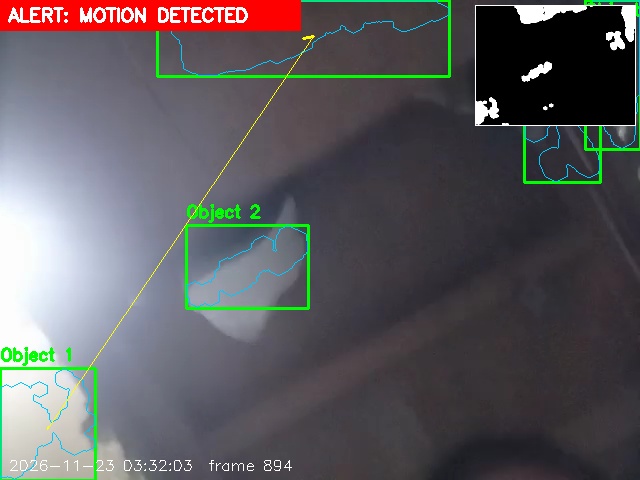 ALERT: MOTION DETECTED
Object 2
Object 1
2026-11-23 03:32:03 frame 894